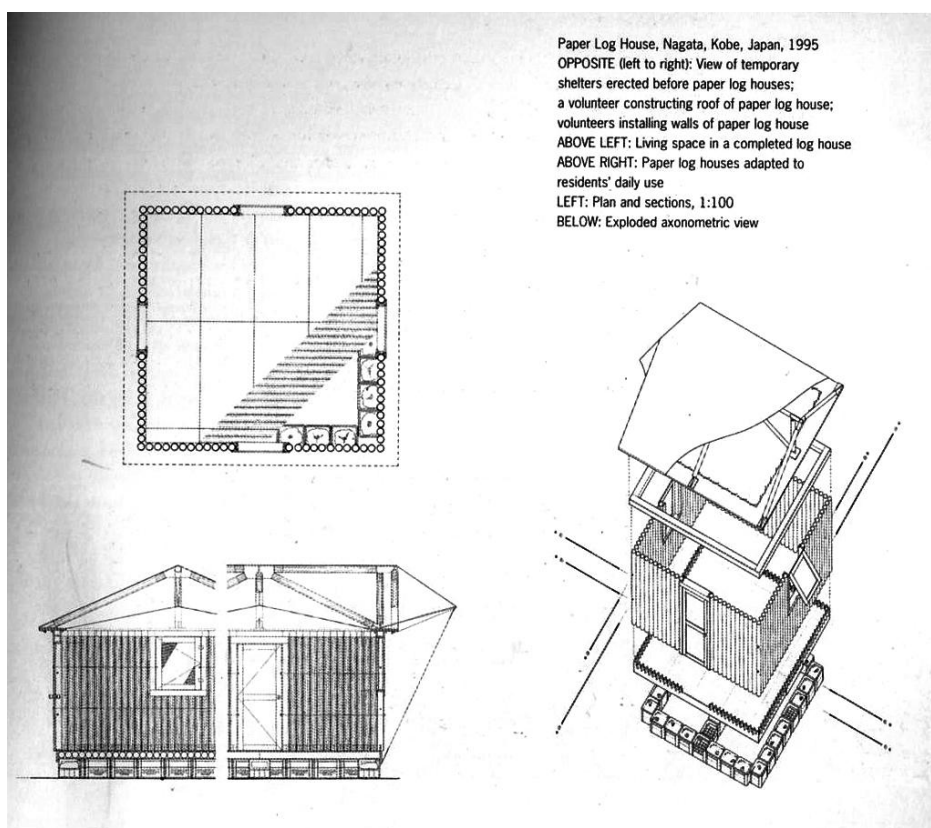 Paper Log House, Nagata, Kobe, Japan, 1995
OPPOSITE (left to right): View of temporary
shelters erected before paper log houses;
a volunteer constructing roof of paper log house;
volunteers installing walls of paper log house
ABOVE LEFT: Living space in a completed log house
ABOVE RIGHT: Paper log houses adapted to
residents' daily use
LEFT: Plan and sections, 1:100
BELOW: Exploded axonometric view